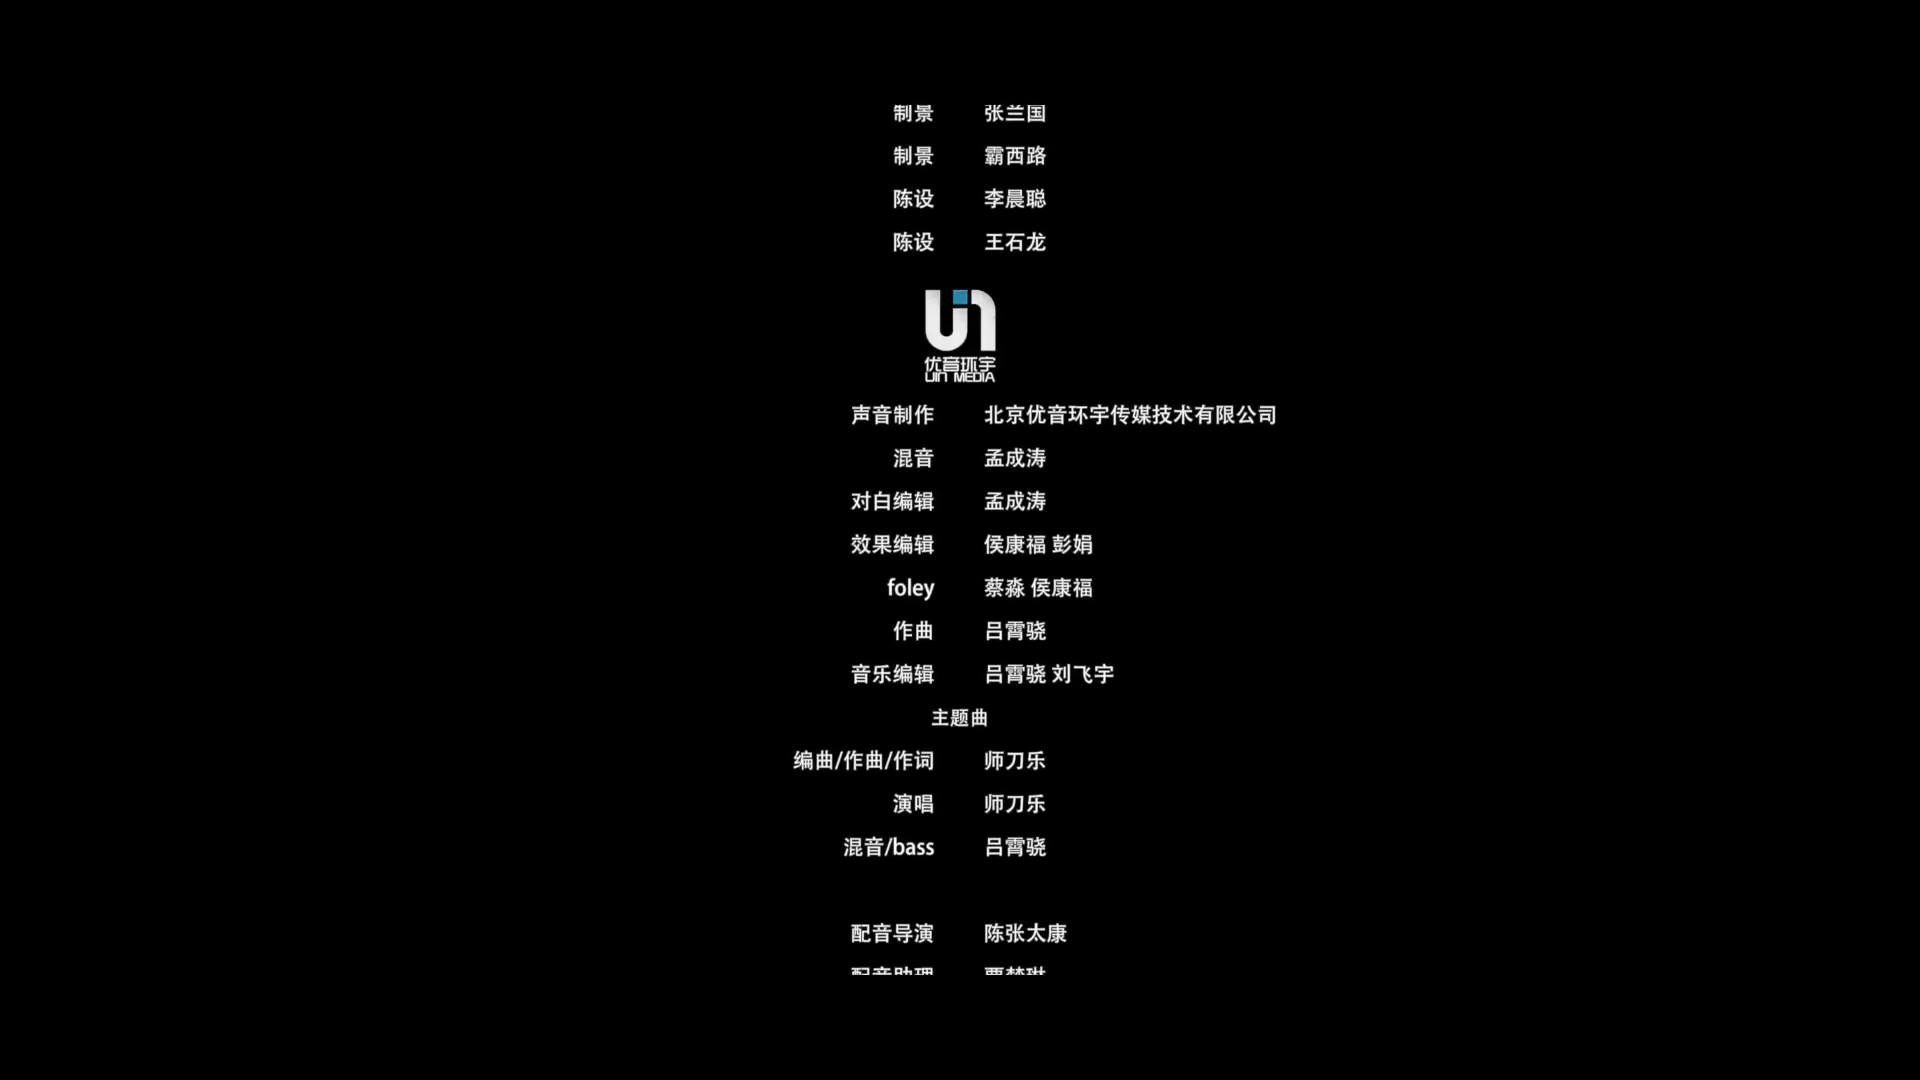 制景 张兰国
制景 霸西路
陈设 李晨聪
陈设 王石龙
优音环宇
UIN MEDIA
声音制作 北京优音环宇传媒技术有限公司
混音 孟成涛
对白编辑 孟成涛
效果编辑 侯康福 彭娟
foley 蔡淼 侯康福
作曲 吕霄骁
音乐编辑 吕霄骁 刘飞宇
主题曲
编曲/作曲/作词 师刀乐
演唱 师刀乐
混音/bass 吕霄骁
配音导演 陈张太康
配音助理